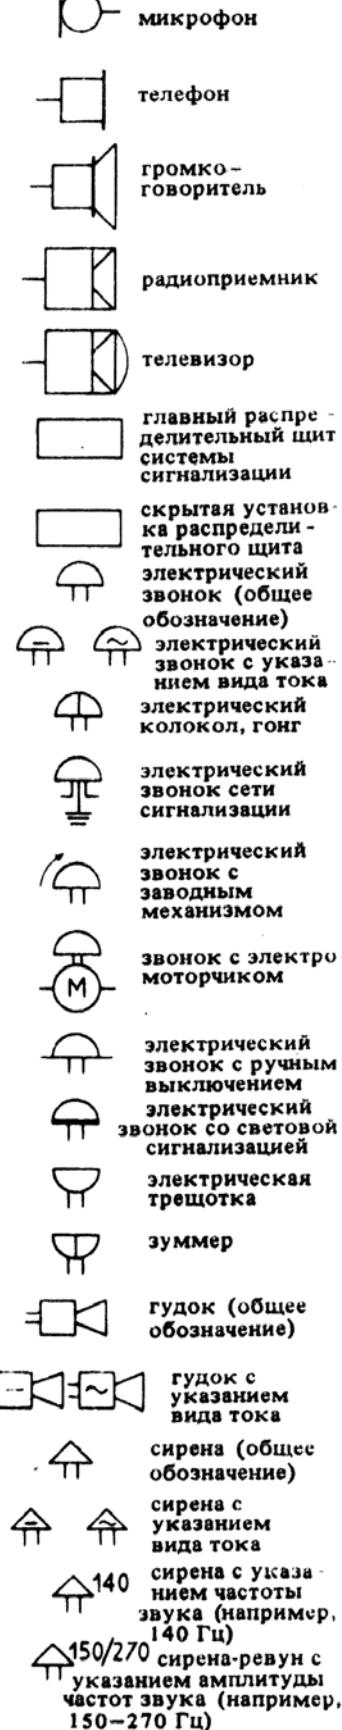 микрофон
телефон
громко-
говоритель
радиоприемник
телевизор
главный распре-
делительный щит
системы
сигнализации
скрытая установ-
ка распредели-
тельного щита
электрический
звонок (общее
обозначение)
электрический
звонок с указа-
нием вида тока
электрический
колокол, гонг
электрический
звонок сети
сигнализации
электрический
звонок с
заводным
механизмом
звонок с электро
моторчиком
М
электрический
звонок с ручным
выключением
электрический
звонок со световой
сигнализацией
электрическая
трещотка
зуммер
гудок (общее
обозначение)
гудок с
указанием
вида тока
сирена (общее
обозначение)
сирена с
указанием
вида тока
140 сирена с указа-
нием частоты
звука (например,
140 Гц)
150/270 сирена-ревун с
указанием амплитуды
частот звука (например,
150—270 Гц)